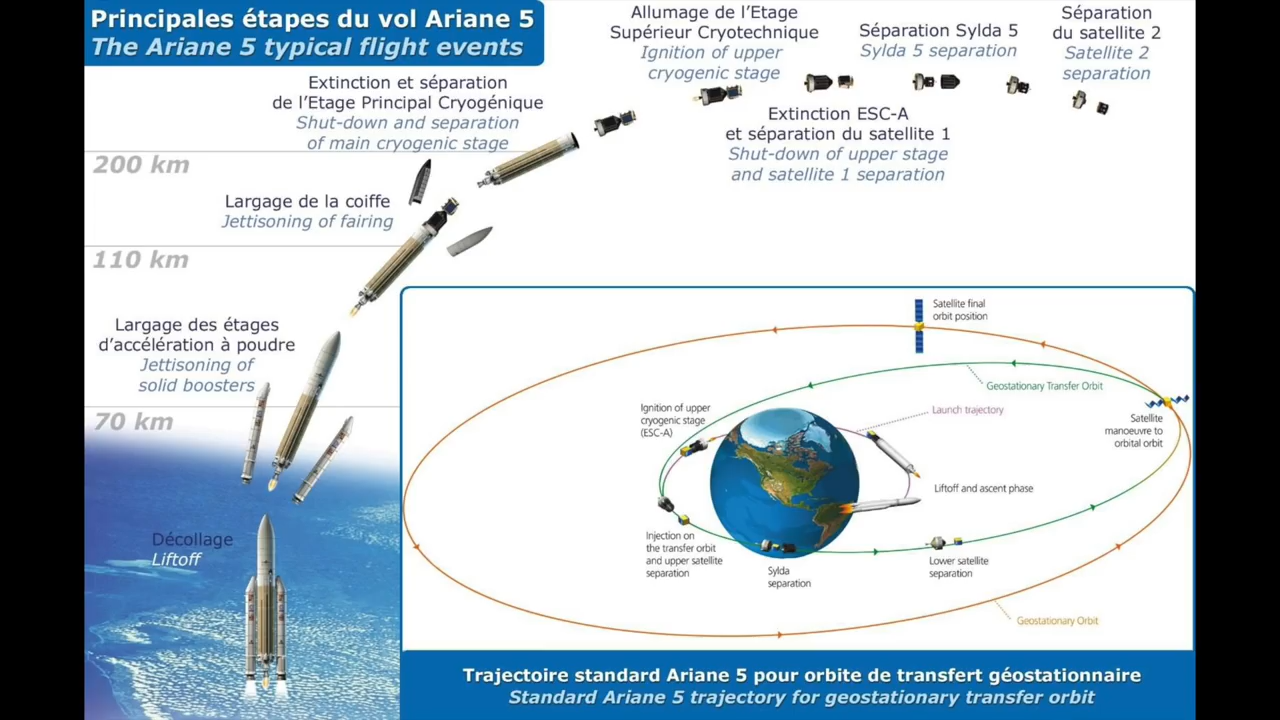 Principales étapes du vol Ariane 5
The Ariane 5 typical flight events
Allumage de l'Etage
Supérieur Cryotechnique
Ignition of upper
cryogenic stage
Séparation Sylda 5
Sylda 5 separation
Séparation
du satellite 2
Satellite 2
separation
Extinction et séparation
de l'Etage Principal Cryogénique
Shut-down and separation
of main cryogenic stage
Extinction ESC-A
et séparation du satellite 1
Shut-down of upper stage
and satellite 1 separation
200 km
Largage de la coiffe
Jettisoning of fairing
110 km
Largage des étages
d'accélération à poudre
Jettisoning of
solid boosters
70 km
Décollage
Liftoff
Satellite final
orbit position
Geostationary Transfer Orbit
Ignition of upper
cryogenic stage
(ESC-A)
Launch trajectory
Satellite
manoeuvre to
orbital orbit
Liftoff and ascent phase
Injection on
the transfer orbit
and upper satellite
separation
Sylda
separation
Lower satellite
separation
Geostationary Orbit
Trajectoire standard Ariane 5 pour orbite de transfert géostationnaire
Standard Ariane 5 trajectory for geostationary transfer orbit